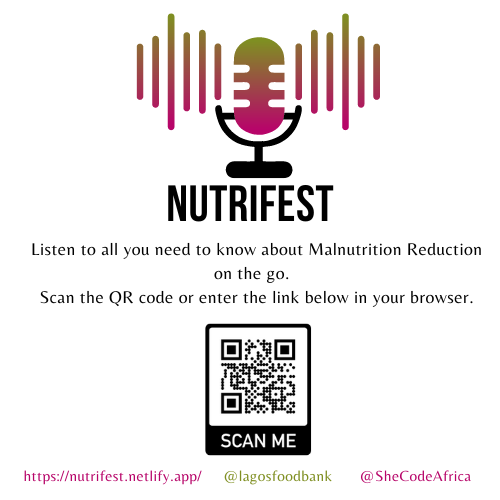 NUTRIFEST
Listen to all you need to know about Malnutrition Reduction
on the go.
Scan the QR code or enter the link below in your browser.
SCAN ME
https://nutrifest.netlify.app/ @lagosfoodbank @SheCodeAfrica